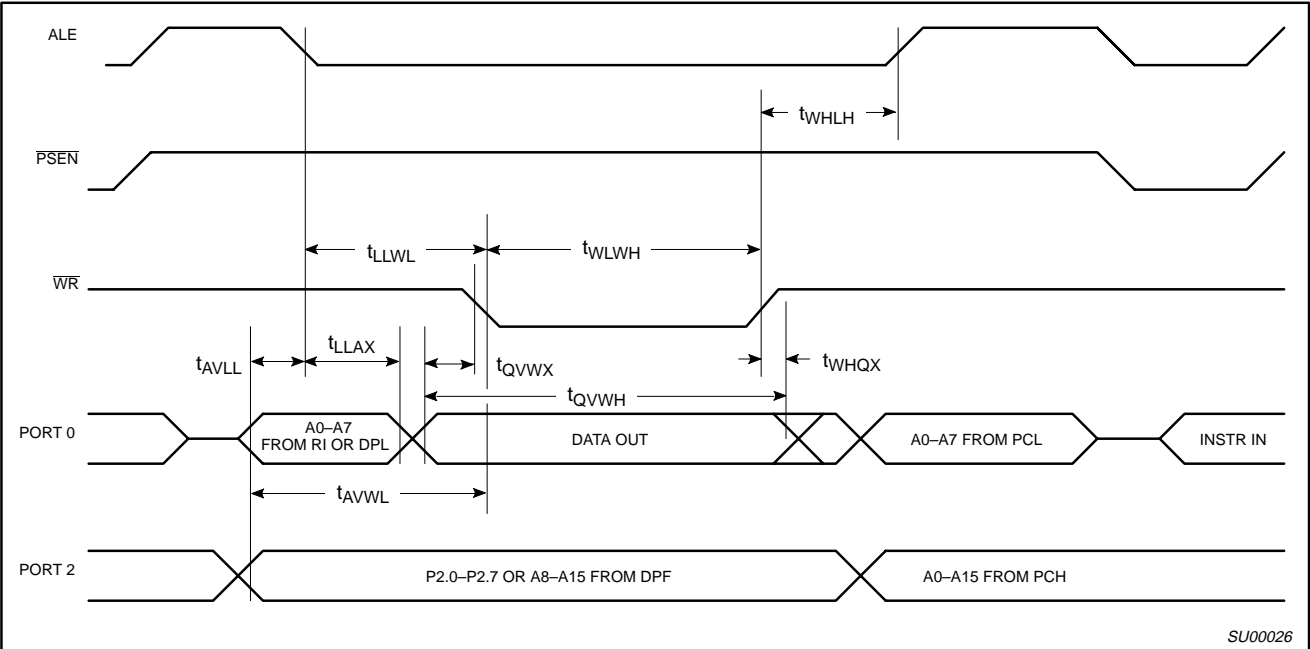 ALE
tWHLH
PSEN
tLLWL
tWLWH
WR
tLLAX
tAVLL
tQVWX
tWHQX
tQVWH
PORT 0
A0–A7
FROM RI OR DPL
DATA OUT
A0–A7 FROM PCL
INSTR IN
tAVWL
PORT 2
P2.0–P2.7 OR A8–A15 FROM DPF
A0–A15 FROM PCH
SU00026